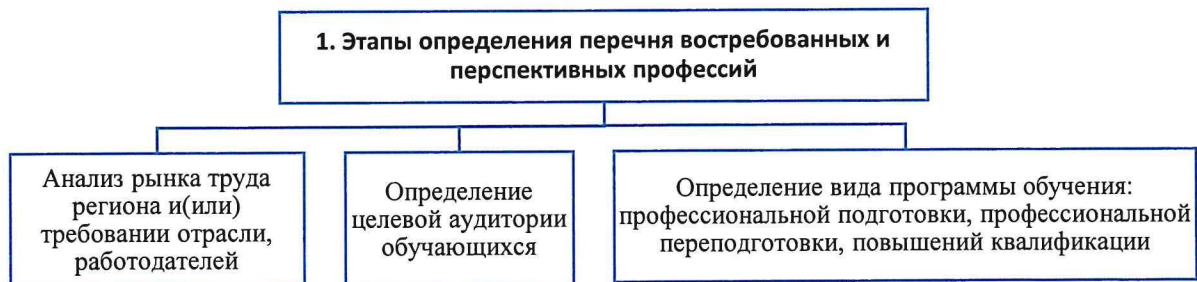 1. Этапы определения перечня востребованных и
перспективных профессий
Анализ рынка труда
региона и(или)
требовании отрасли,
работодателей
Определение
целевой аудитории
обучающихся
Определение вида программы обучения:
профессиональной подготовки, профессиональной
переподготовки, повышений квалификации